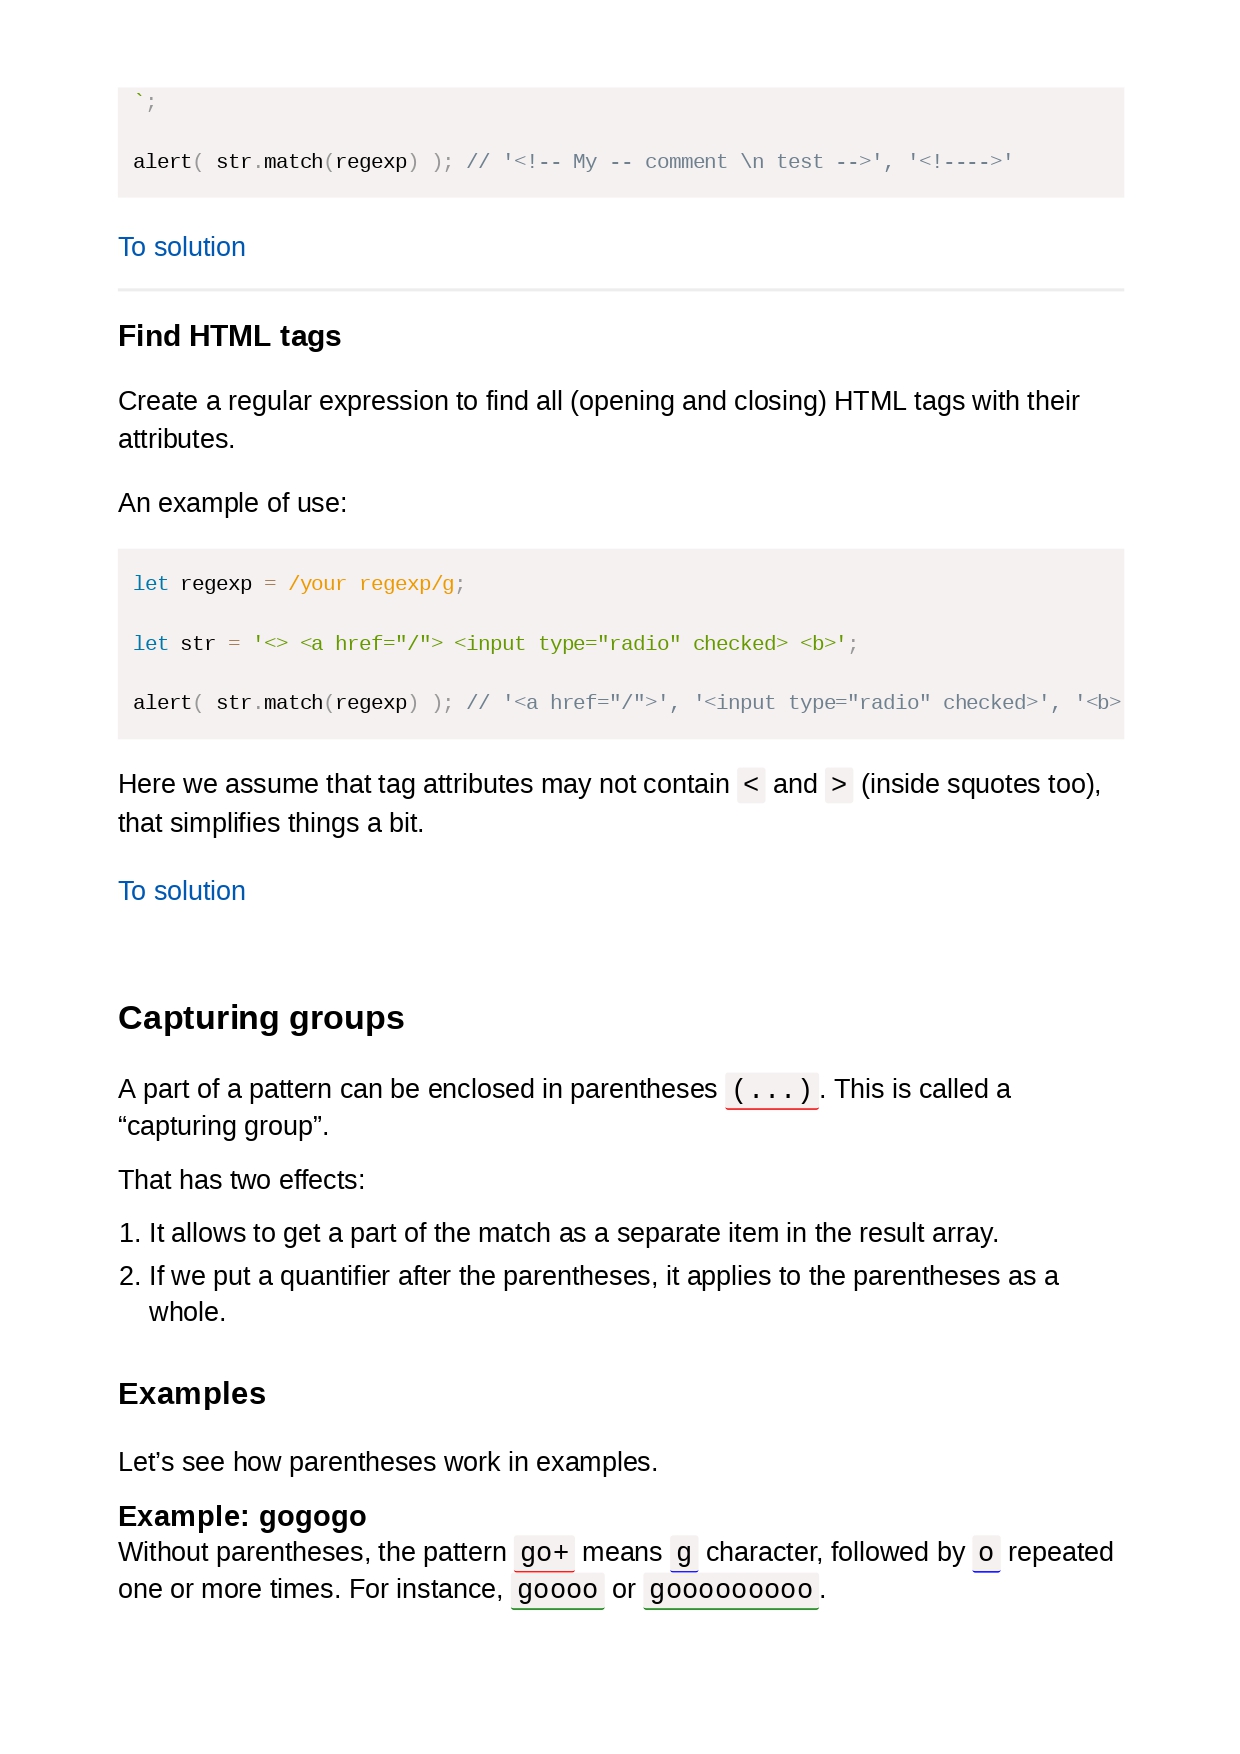 `;
alert( str.match(regexp) ); // '<!-- My -- comment \n test -->', '<!---->'
To solution
Find HTML tags
Create a regular expression to find all (opening and closing) HTML tags with their
attributes.
An example of use:
let regexp = /your regexp/g;
let str = '<> <a href="/"> <input type="radio" checked> <b>';
alert( str.match(regexp) ); // '<a href="/">', '<input type="radio" checked>', '<b>
Here we assume that tag attributes may not contain < and > (inside squotes too),
that simplifies things a bit.
To solution
Capturing groups
A part of a pattern can be enclosed in parentheses (...). This is called a
“capturing group”.
That has two effects:
1. It allows to get a part of the match as a separate item in the result array.
2. If we put a quantifier after the parentheses, it applies to the parentheses as a
whole.
Examples
Let’s see how parentheses work in examples.
Example: gogogo
Without parentheses, the pattern go+ means g character, followed by o repeated
one or more times. For instance, goooo or gooooooooo.